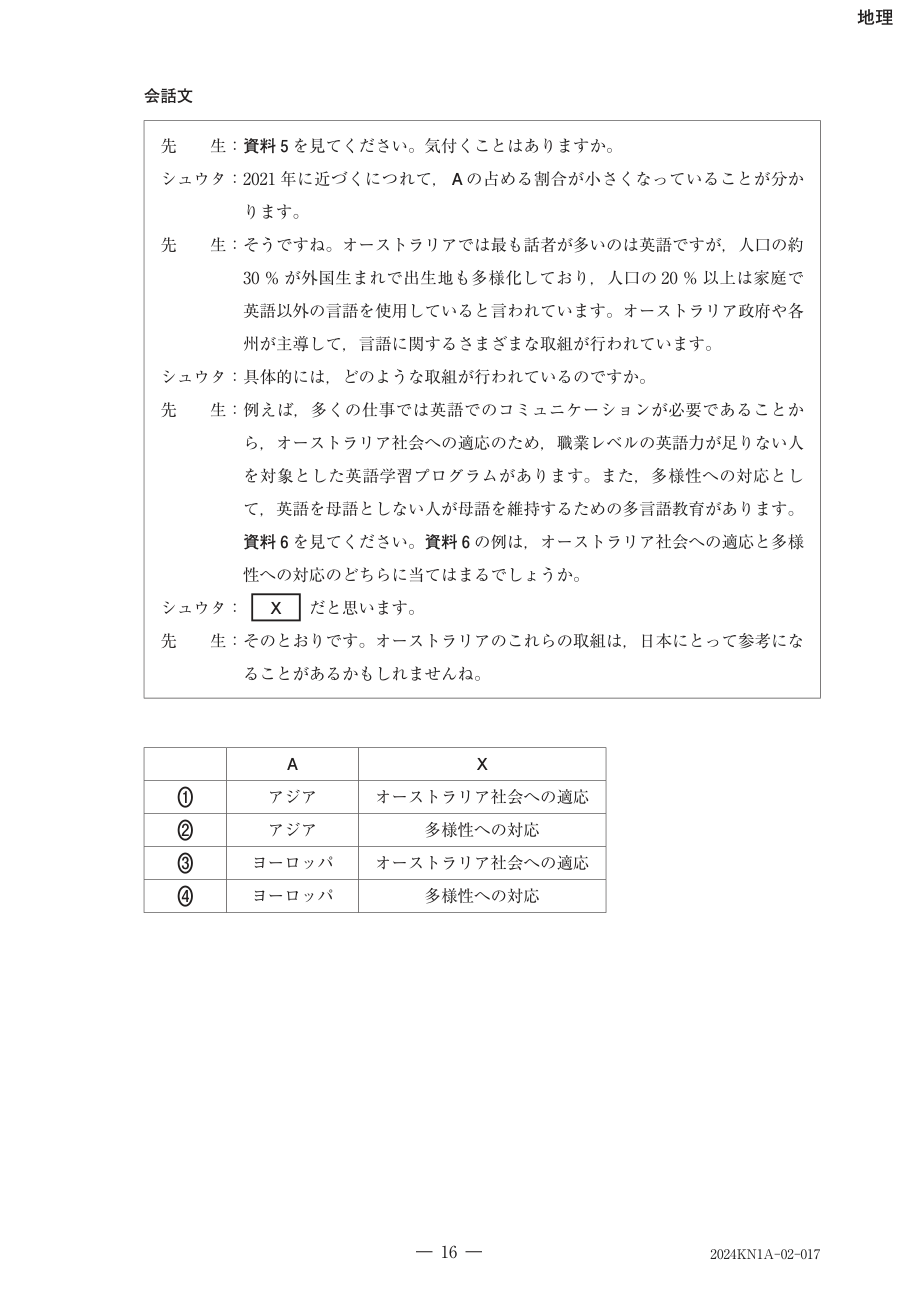 地理
会話文
先　　生：資料５を見てください。気付くことはありますか。
シュウタ：2021 年に近づくにつれて，Ａの占める割合が小さくなっていることが分か
ります。
先　　生：そうですね。オーストラリアでは最も話者が多いのは英語ですが，人口の約
30 % が外国生まれで出生地も多様化しており，人口の 20 % 以上は家庭で
英語以外の言語を使用していると言われています。オーストラリア政府や各
州が主導して，言語に関するさまざまな取組が行われています。
シュウタ：具体的には，どのような取組が行われているのですか。
先　　生：例えば，多くの仕事では英語でのコミュニケーションが必要であることか
ら，オーストラリア社会への適応のため，職業レベルの英語力が足りない人
を対象とした英語学習プログラムがあります。また，多様性への対応とし
て，英語を母語としない人が母語を維持するための多言語教育があります。
資料６を見てください。資料６の例は，オーストラリア社会への適応と多様
性への対応のどちらに当てはまるでしょうか。
シュウタ： Ｘ だと思います。
先　　生：そのとおりです。オーストラリアのこれらの取組は，日本にとって参考にな
ることがあるかもしれませんね。
Ａ　Ｘ
①　アジア　オーストラリア社会への適応
②　アジア　多様性への対応
③　ヨーロッパ　オーストラリア社会への適応
④　ヨーロッパ　多様性への対応
— 16 —
2024KN1A-02-017